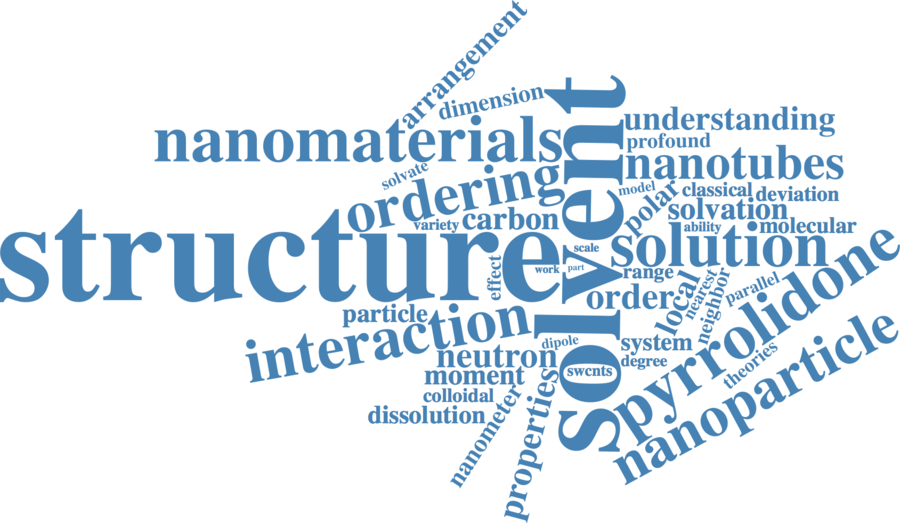 arrangement
dimension
nanomaterials
understanding
profound
nanotubes
solvate
ordering
model
classical
deviation
polar
solvation
variety
carbon
ability
molecular
structure
solvent
scale
solution
effect
work
part
range
order
local
nearest
neighbor
parallel
pyrrolidone
particle
interaction
dipole
system
neutron
degree
swcnts
moment
theories
colloidal
nanoparticle
dissolution
nanometer
properties